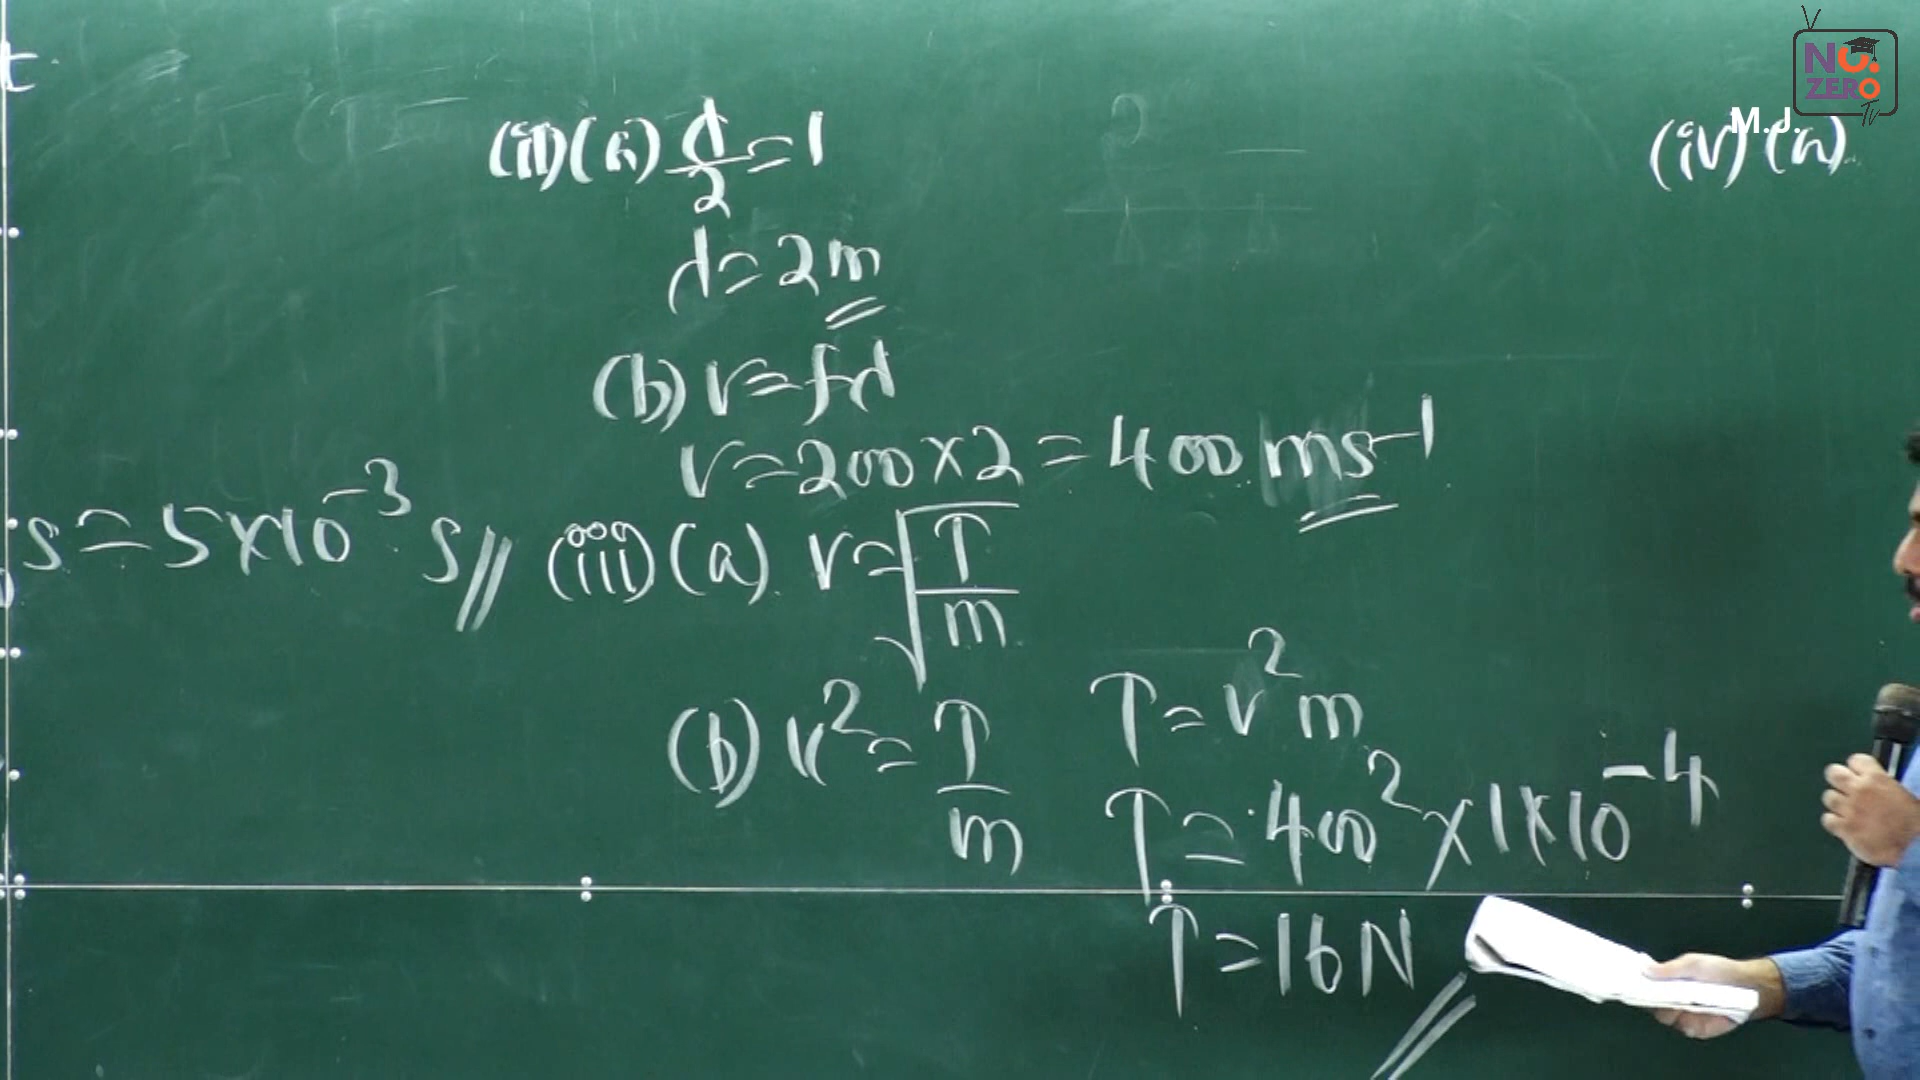 t
NO.
ZERO
Tv
M.J.
(ii)(a) d/2 = 1
d = 2m
(b) v = fd
v = 200 × 2 = 400 ms⁻¹
s = 5×10⁻³ s //
(iii)(a) v = √(T/m)
(b) v² = T/m
T = v²m
T = 400² × 1×10⁻⁴
T = 16N
(iv)(a)